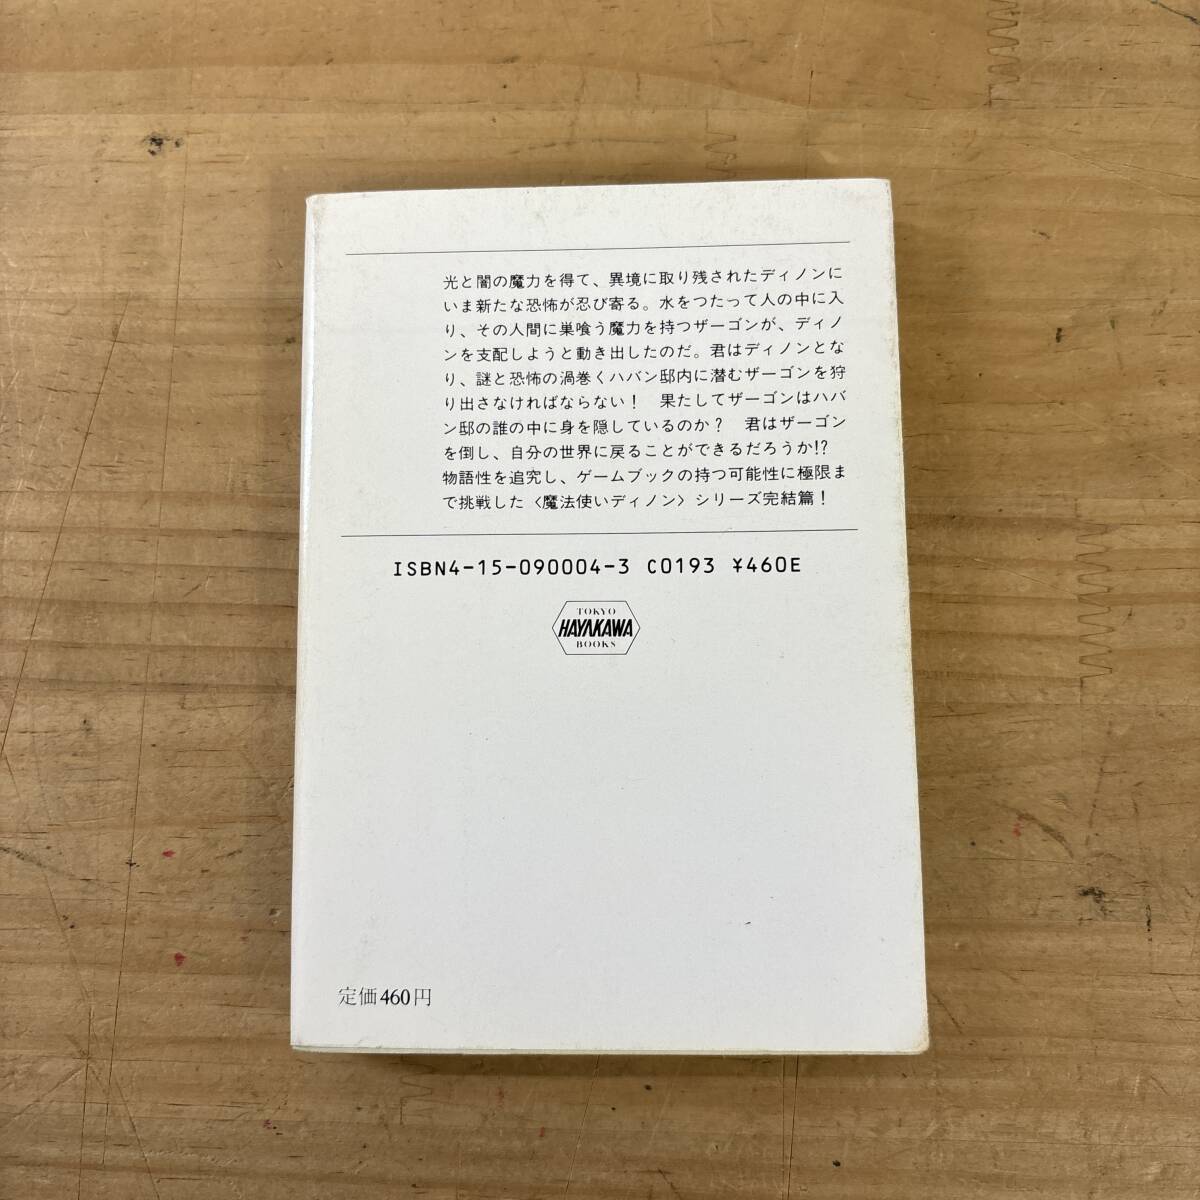 光と闇の魔力を得て、異境に取り残されたディノンに
いま新たな恐怖が忍び寄る。水をつたって人の中に入
り、その人間に巣喰う魔力を持つザーゴンが、ディノ
ンを支配しようと動き出したのだ。君はディノンとな
り、謎と恐怖の渦巻くハバン邸内に潜むザーゴンを狩
り出さなければならない！　果たしてザーゴンはハバ
ン邸の誰の中に身を隠しているのか？　君はザーゴン
を倒し、自分の世界に戻ることができるだろうか!?
物語性を追究し、ゲームブックの持つ可能性に極限ま
で挑戦した〈魔法使いディノン〉シリーズ完結篇！
ISBN4-15-090004-3 C0193 ¥460E
TOKYO
HAYAKAWA
BOOKS
定価460円